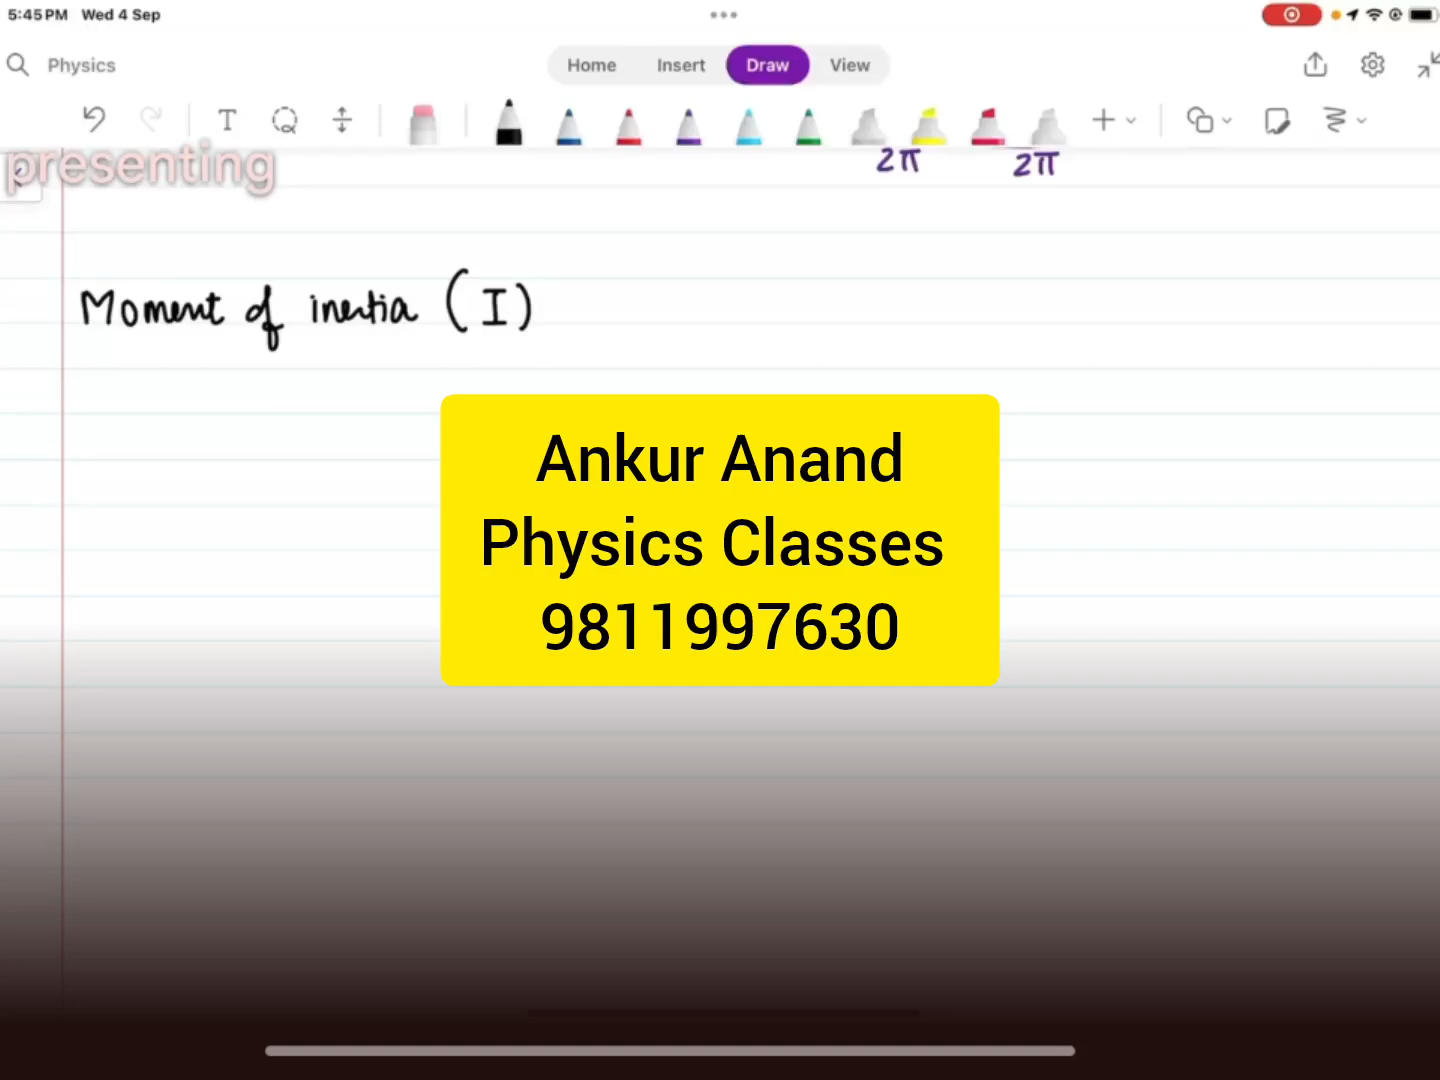 5:45 PM Wed 4 Sep
Physics
Home Insert Draw View
T
presenting
2π 2π
Moment of inertia (I)
Ankur Anand
Physics Classes
9811997630